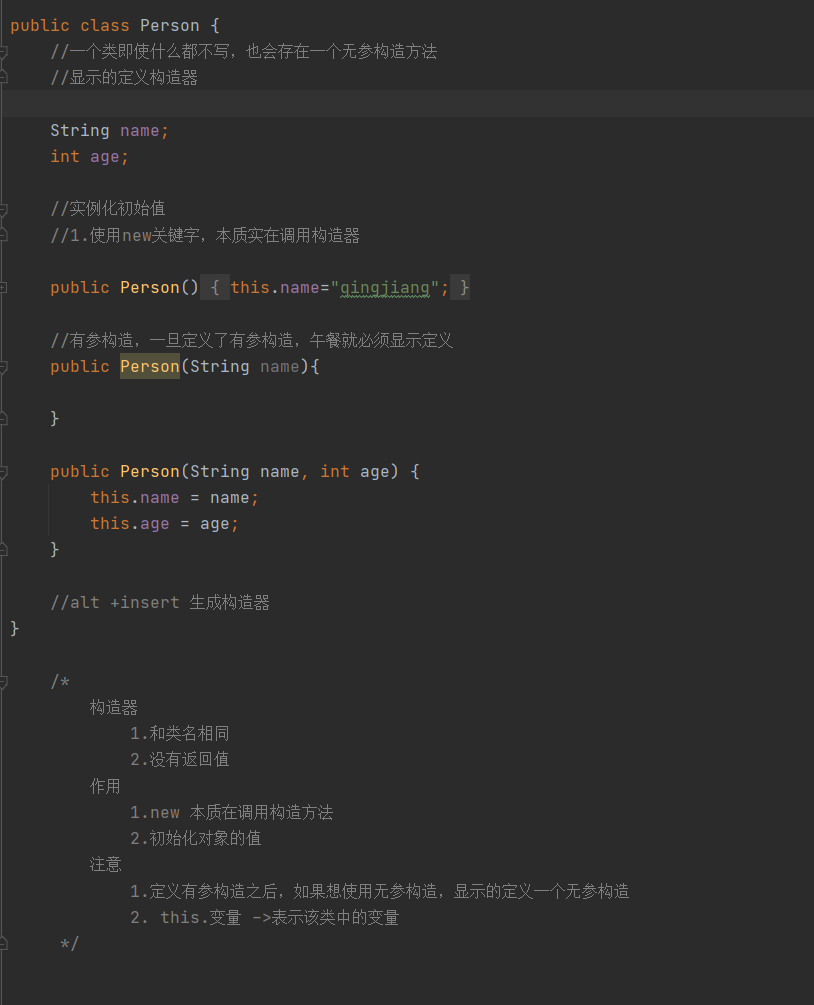 public class Person {
//一个类即使什么都不写，也会存在一个无参构造方法
//显示的定义构造器
String name;
int age;
//实例化初始值
//1.使用new关键字，本质实在调用构造器
public Person() { this.name="qingjiang"; }
//有参构造，一旦定义了有参构造，午餐就必须显示定义
public Person(String name){
}
public Person(String name, int age) {
this.name = name;
this.age = age;
}
//alt +insert 生成构造器
}
/*
构造器
1.和类名相同
2.没有返回值
作用
1.new 本质在调用构造方法
2.初始化对象的值
注意
1.定义有参构造之后，如果想使用无参构造，显示的定义一个无参构造
2. this.变量 ->表示该类中的变量
*/